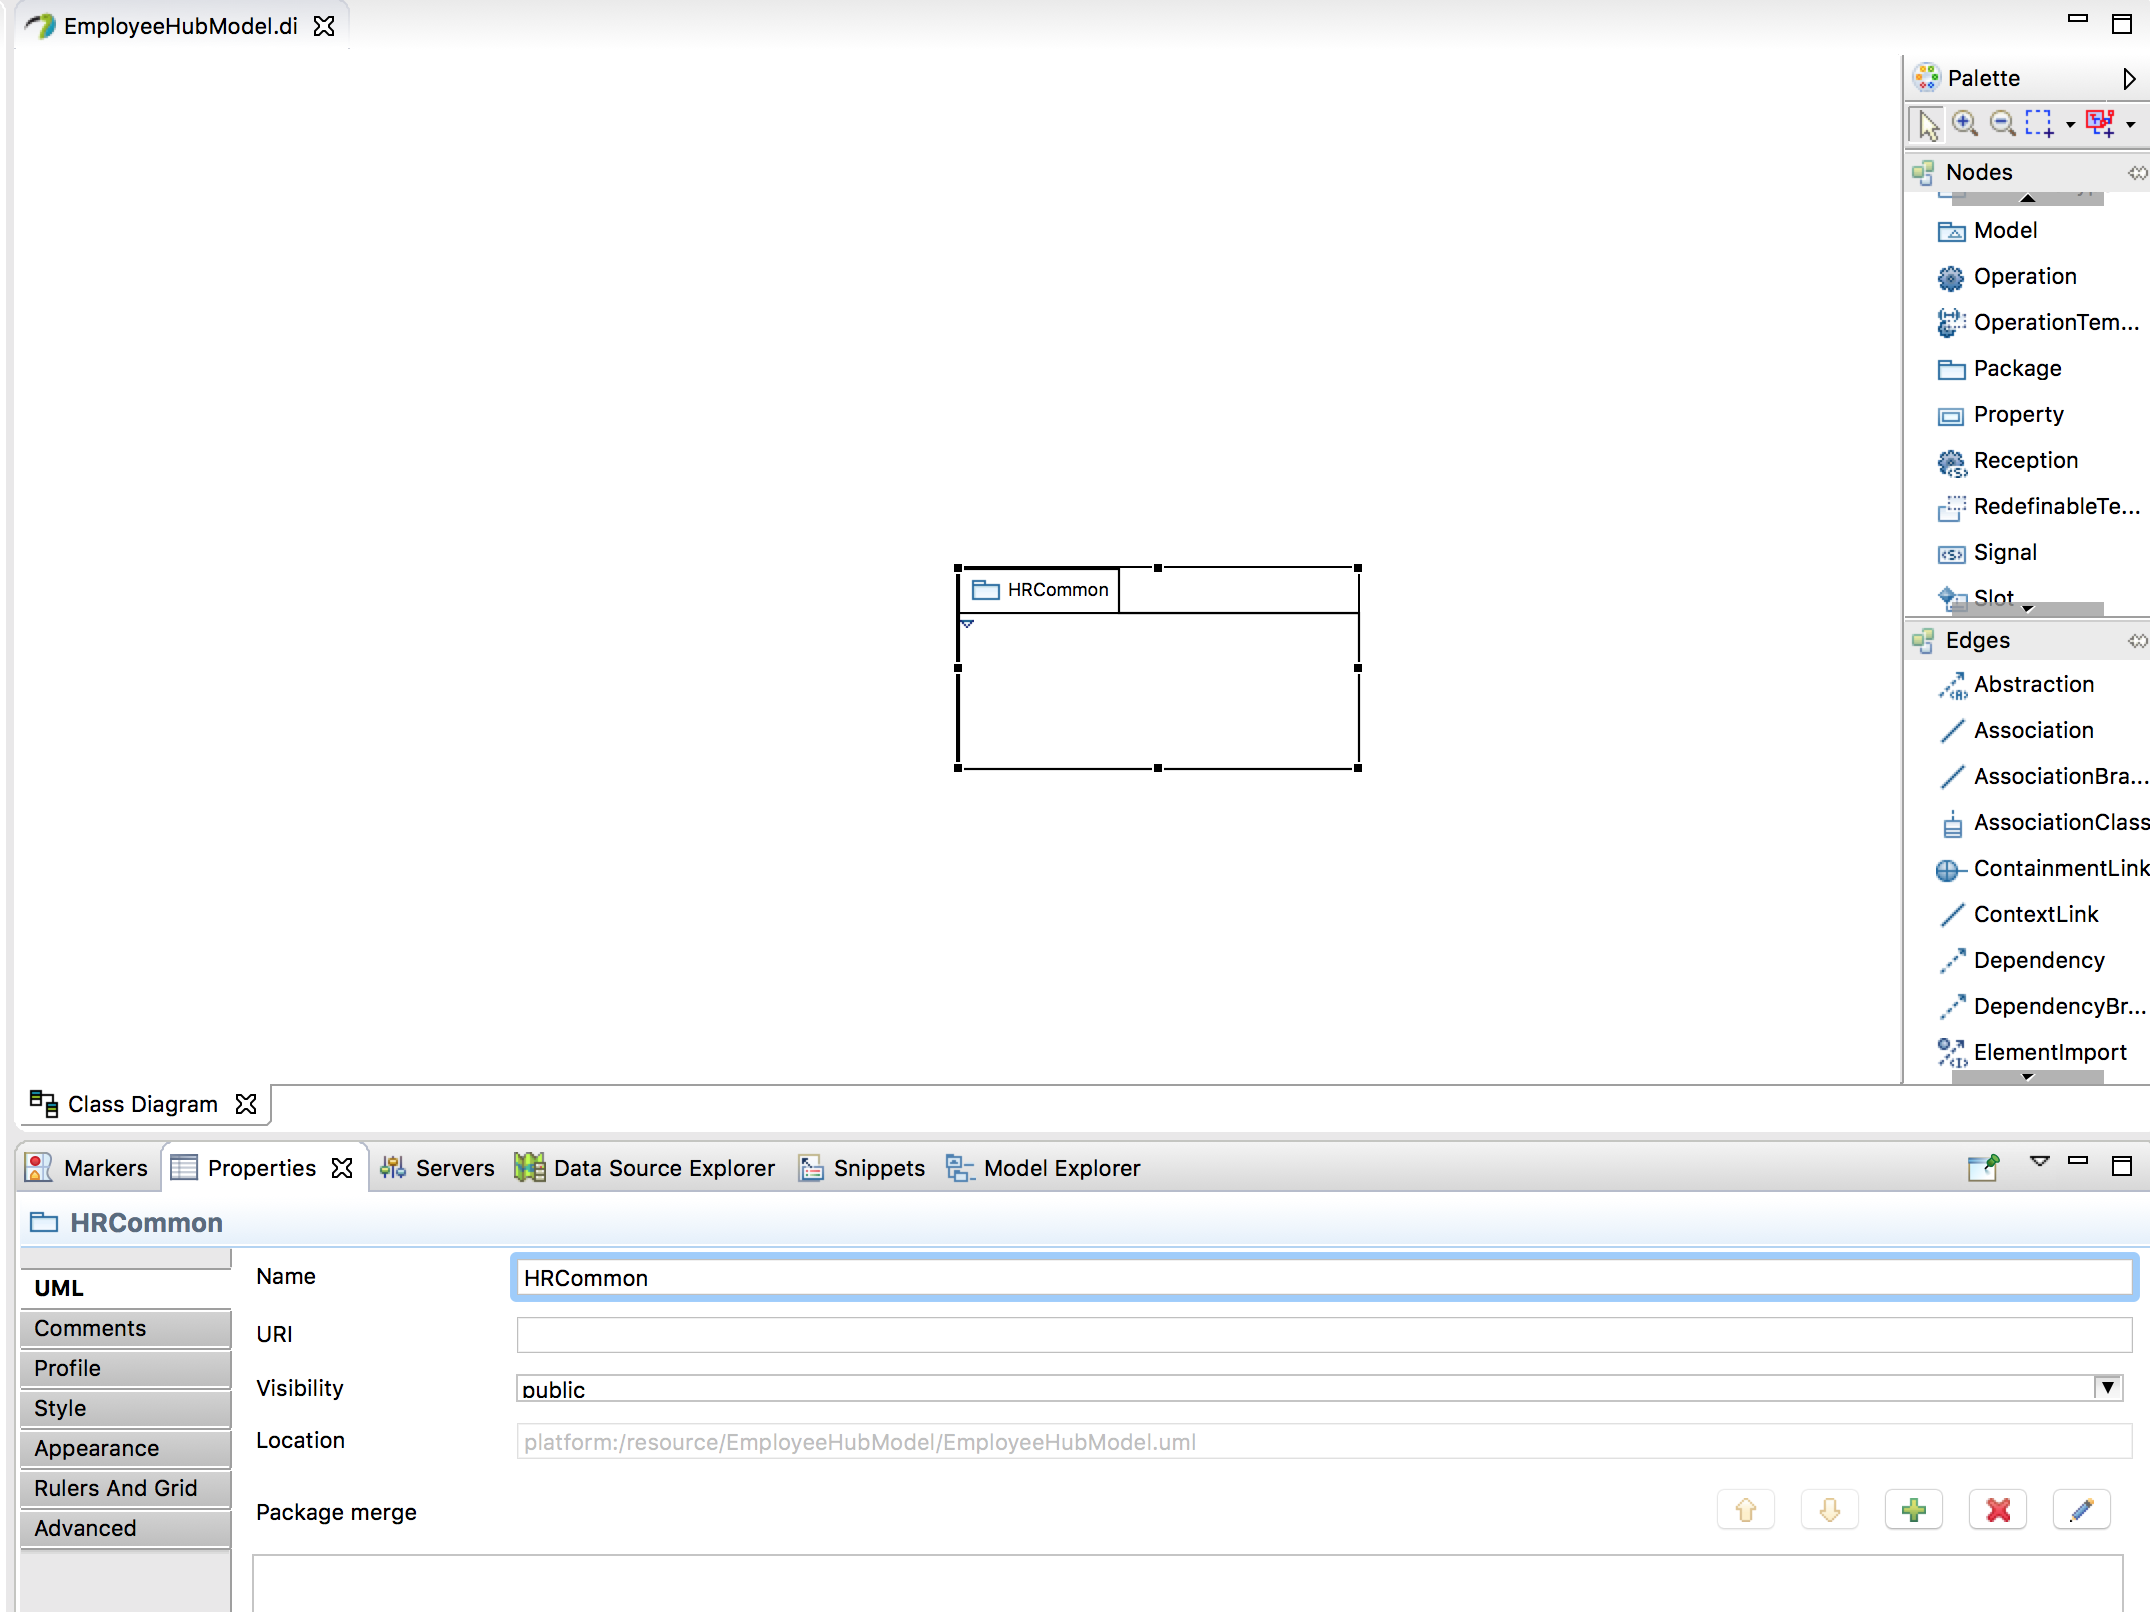 EmployeeHubModel.di
Palette
Nodes
Model
Operation
OperationTem...
Package
Property
Reception
RedefinableTe...
Signal
Slot
HRCommon
Edges
Abstraction
Association
AssociationBra...
AssociationClass
ContainmentLink
ContextLink
Dependency
DependencyBr...
ElementImport
Class Diagram
Markers Properties Servers Data Source Explorer Snippets Model Explorer
HRCommon
UML
Comments
Profile
Style
Appearance
Rulers And Grid
Advanced
Name HRCommon
URI
Visibility public
Location platform:/resource/EmployeeHubModel/EmployeeHubModel.uml
Package merge